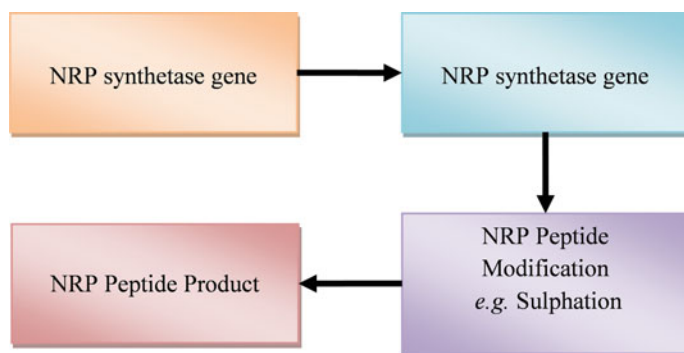 NRP synthetase gene
NRP synthetase gene
NRP Peptide
Modification
e.g. Sulphation
NRP Peptide Product